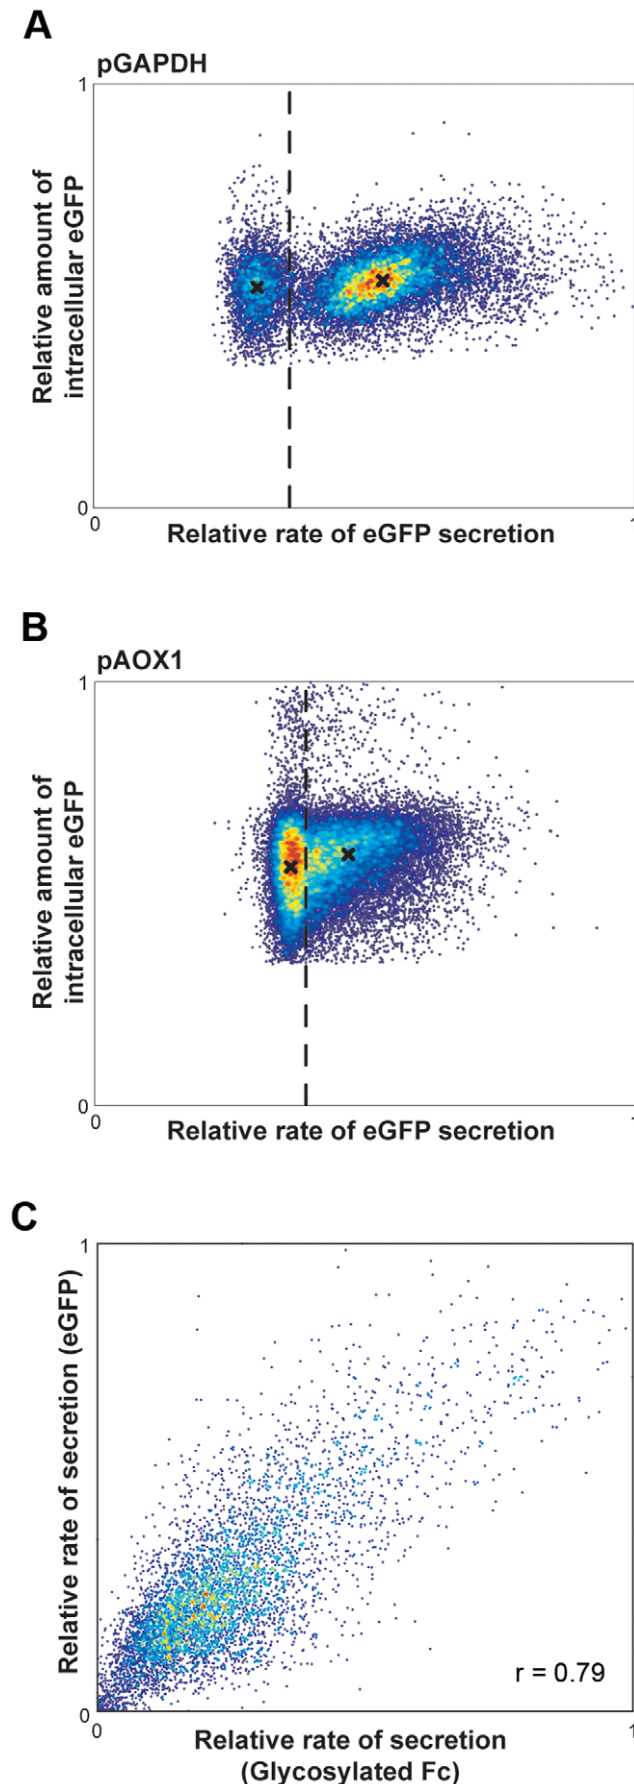 A
pGAPDH
1
Relative amount of
intracellular eGFP
0
0
Relative rate of eGFP secretion
1
B
pAOX1
1
Relative amount of
intracellular eGFP
0
0
Relative rate of eGFP secretion
1
C
1
Relative rate of secretion (eGFP)
r = 0.79
0
0
Relative rate of secretion
(Glycosylated Fc)
1